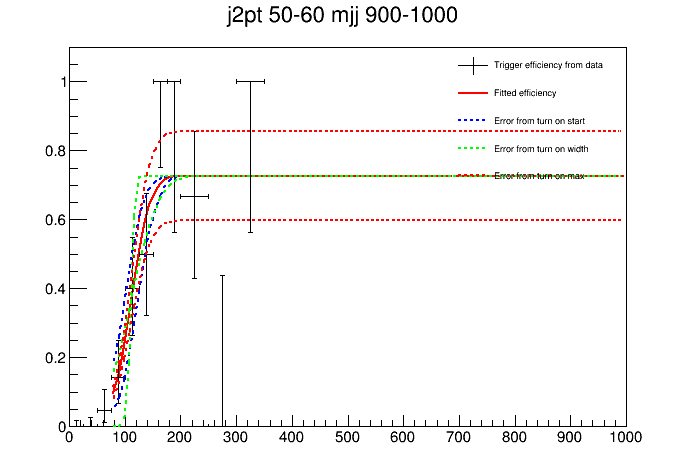 j2pt 50-60 mjj 900-1000
Trigger efficiency from data
Fitted efficiency
Error from turn on start
Error from turn on width
Error from turn on max
1
0.8
0.6
0.4
0.2
0
0 100 200 300 400 500 600 700 800 900 1000